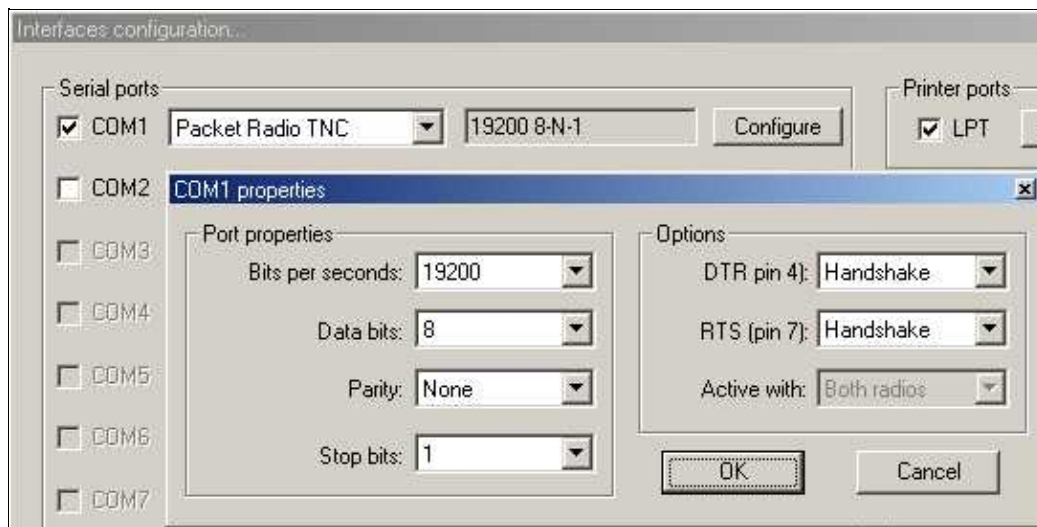 Interfaces configuration...
Serial ports
Printer ports
COM1 Packet Radio TNC 19200 8-N-1 Configure
LPT
COM2
COM1 properties
COM3
Port properties
Options
Bits per seconds: 19200
DTR pin 4): Handshake
COM4
Data bits: 8
RTS (pin 7): Handshake
COM5
Parity: None
Active with: Both radios
COM6
Stop bits: 1
OK
Cancel
COM7